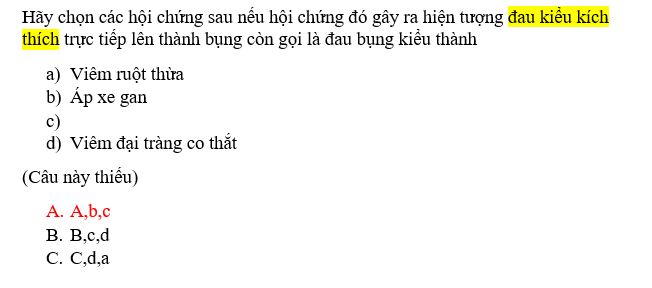 Hãy chọn các hội chứng sau nếu hội chứng đó gây ra hiện tượng đau kiểu kích
thích trực tiếp lên thành bụng còn gọi là đau bụng kiểu thành
a) Viêm ruột thừa
b) Áp xe gan
c)
d) Viêm đại tràng co thắt
(Câu này thiếu)
A. A,b,c
B. B,c,d
C. C,d,a